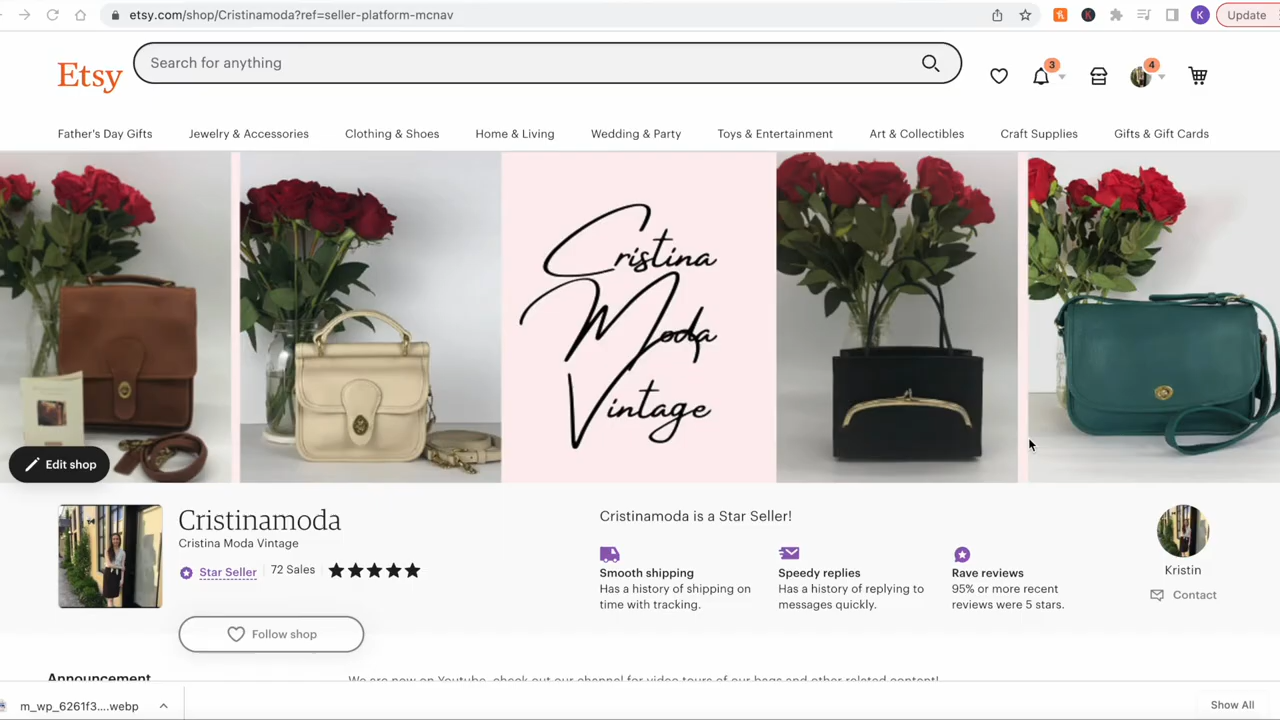 etsy.com/shop/Cristinamoda?ref=seller-platform-mcnav
K
K
Update
Etsy
Search for anything
3
4
Father's Day Gifts
Jewelry & Accessories
Clothing & Shoes
Home & Living
Wedding & Party
Toys & Entertainment
Art & Collectibles
Craft Supplies
Gifts & Gift Cards
Cristina
Moda
Vintage
Edit shop
Cristinamoda
Cristina Moda Vintage
Star Seller
72 Sales
Follow shop
Cristinamoda is a Star Seller!
Smooth shipping
Has a history of shipping on
time with tracking.
Speedy replies
Has a history of replying to
messages quickly.
Rave reviews
95% or more recent
reviews were 5 stars.
Kristin
Contact
Announcement
We are now on Youtube, check out our channel for video tours of our bags and other related content!
m_wp_6261f3....webp
Show All